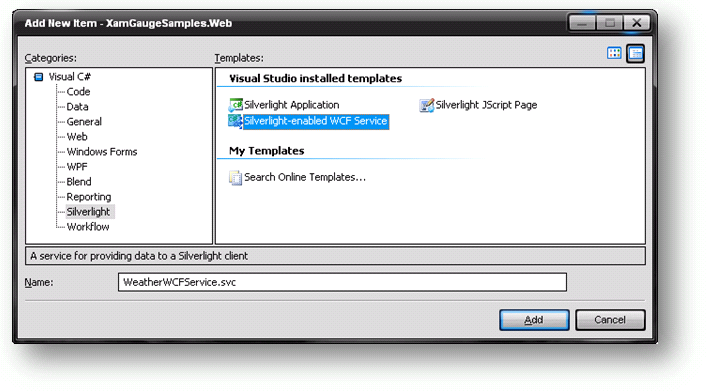 Add New Item - XamGaugeSamples.Web
Categories:
Templates:
Visual C#
Code
Data
General
Web
Windows Forms
WPF
Blend
Reporting
Silverlight
Workflow
Visual Studio installed templates
Silverlight Application
Silverlight JScript Page
Silverlight-enabled WCF Service
My Templates
Search Online Templates...
A service for providing data to a Silverlight client
Name:
WeatherWCFService.svc
Add
Cancel